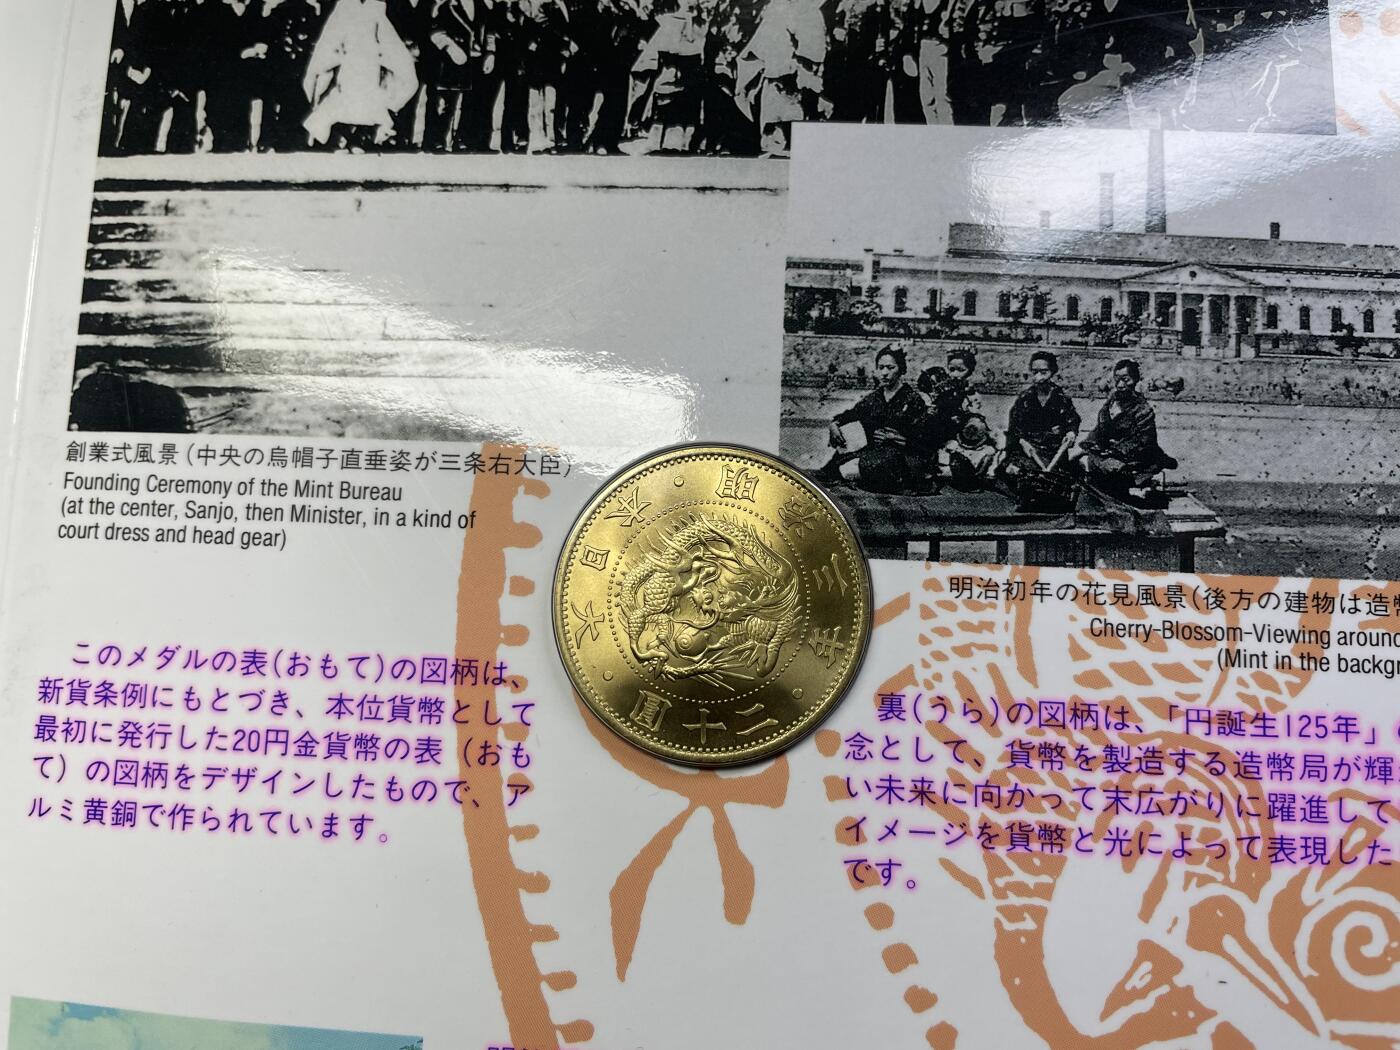 創業式風景(中央の烏帽子直垂姿が三条右大臣)
Founding Ceremony of the Mint Bureau
(at the center, Sanjo, then Minister, in a kind of
court dress and head gear)
明治初年の花見風景(後方の建物は造幣
Cherry-Blossom-Viewing around
(Mint in the backgr
大日本・明治三年・
二十圓
このメダルの表(おもて)の図柄は、
新貨条例にもとづき、本位貨幣として
最初に発行した20円金貨幣の表(おも
て)の図柄をデザインしたもので、ア
ルミ黄銅で作られています。
裏(うら)の図柄は、「円誕生125年」
念として、貨幣を製造する造幣局が輝
い未来に向かって末広がりに躍進して
イメージを貨幣と光によって表現した
です。